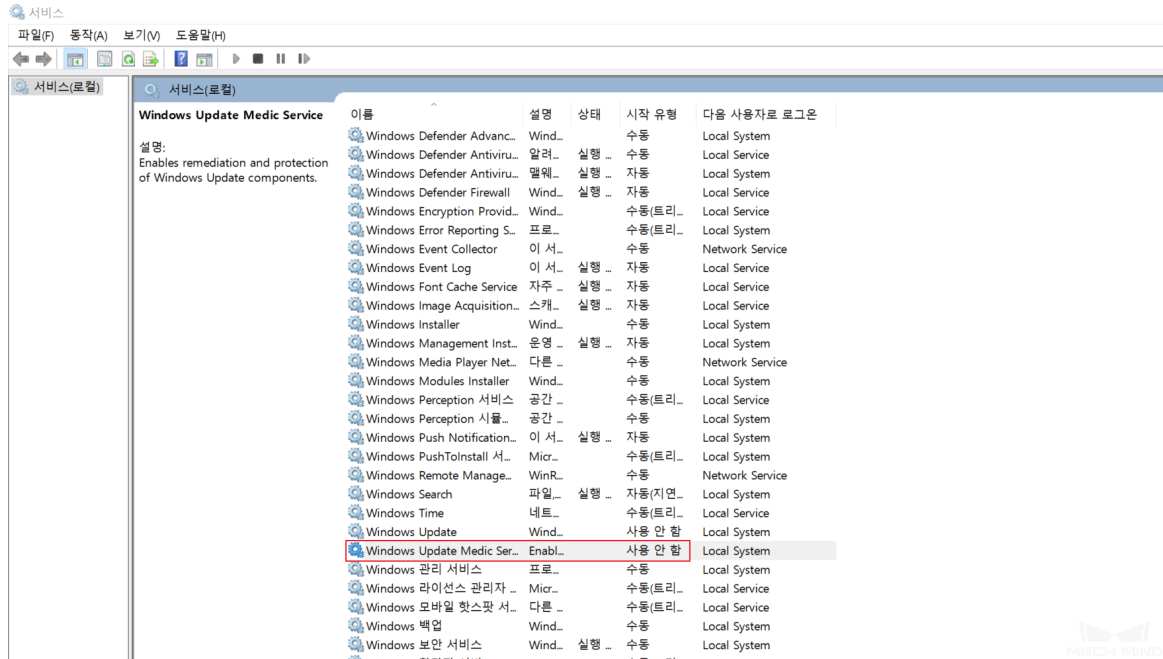 서비스
파일(F) 동작(A) 보기(V) 도움말(H)
서비스(로컬)
서비스(로컬)
Windows Update Medic Service
설명:
Enables remediation and protection
of Windows Update components.
이름 설명 상태 시작 유형 다음 사용자로 로그온
Windows Defender Advanc... Wind... 수동 Local System
Windows Defender Antiviru... 알려... 실행 ... 수동 Local Service
Windows Defender Antiviru... 맬웨... 실행 ... 자동 Local System
Windows Defender Firewall Wind... 실행 ... 자동 Local Service
Windows Encryption Provid... Wind... 수동(트리... Local Service
Windows Error Reporting S... 프로... 수동(트리... Local System
Windows Event Collector 이 서... 수동 Network Service
Windows Event Log 이 서... 실행 ... 자동 Local Service
Windows Font Cache Service 자주 ... 실행 ... 자동 Local Service
Windows Image Acquisition... 스캐... 실행 ... 자동 Local Service
Windows Installer Wind... 수동 Local System
Windows Management Inst... 운영 ... 실행 ... 자동 Local System
Windows Media Player Net... 다른 ... 수동 Network Service
Windows Modules Installer Wind... 수동 Local System
Windows Perception 서비스 공간 ... 수동(트리... Local Service
Windows Perception 시뮬... 공간 ... 수동 Local System
Windows Push Notification... 이 서... 실행 ... 자동 Local System
Windows PushToInstall 서... Micr... 수동(트리... Local System
Windows Remote Manage... WinR... 수동 Network Service
Windows Search 파일,... 실행 ... 자동(지연... Local System
Windows Time 네트... 수동(트리... Local Service
Windows Update Wind... 사용 안 함 Local System
Windows Update Medic Ser... Enabl... 사용 안 함 Local System
Windows 관리 서비스 프로... 수동 Local System
Windows 라이선스 관리자 ... Micr... 수동(트리... Local Service
Windows 모바일 핫스팟 서... 다른 ... 수동(트리... Local Service
Windows 백업 Wind... 수동 Local System
Windows 보안 서비스 Wind... 실행 ... 수동 Local System
MECH MIND